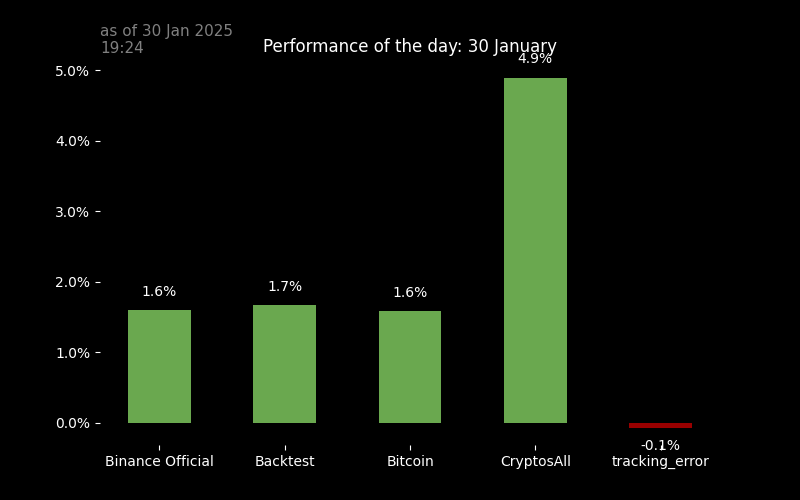 as of 30 Jan 2025
19:24
Performance of the day: 30 January
5.0%
4.0%
3.0%
2.0%
1.0%
0.0%
1.6%
1.7%
1.6%
4.9%
-0.1%
Binance Official
Backtest
Bitcoin
CryptosAll
tracking_error